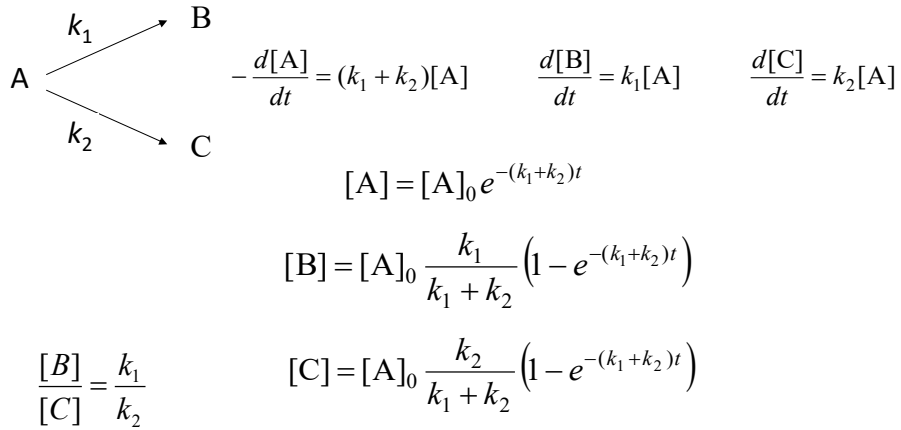 k₁ B
A
k₂ C
−d[A]/dt = (k₁ + k₂)[A]  d[B]/dt = k₁[A]  d[C]/dt = k₂[A]
[A] = [A]₀ e^{−(k₁+k₂)t}
[B] = [A]₀ k₁/(k₁ + k₂) (1 − e^{−(k₁+k₂)t})
[B]/[C] = k₁/k₂
[C] = [A]₀ k₂/(k₁ + k₂) (1 − e^{−(k₁+k₂)t})